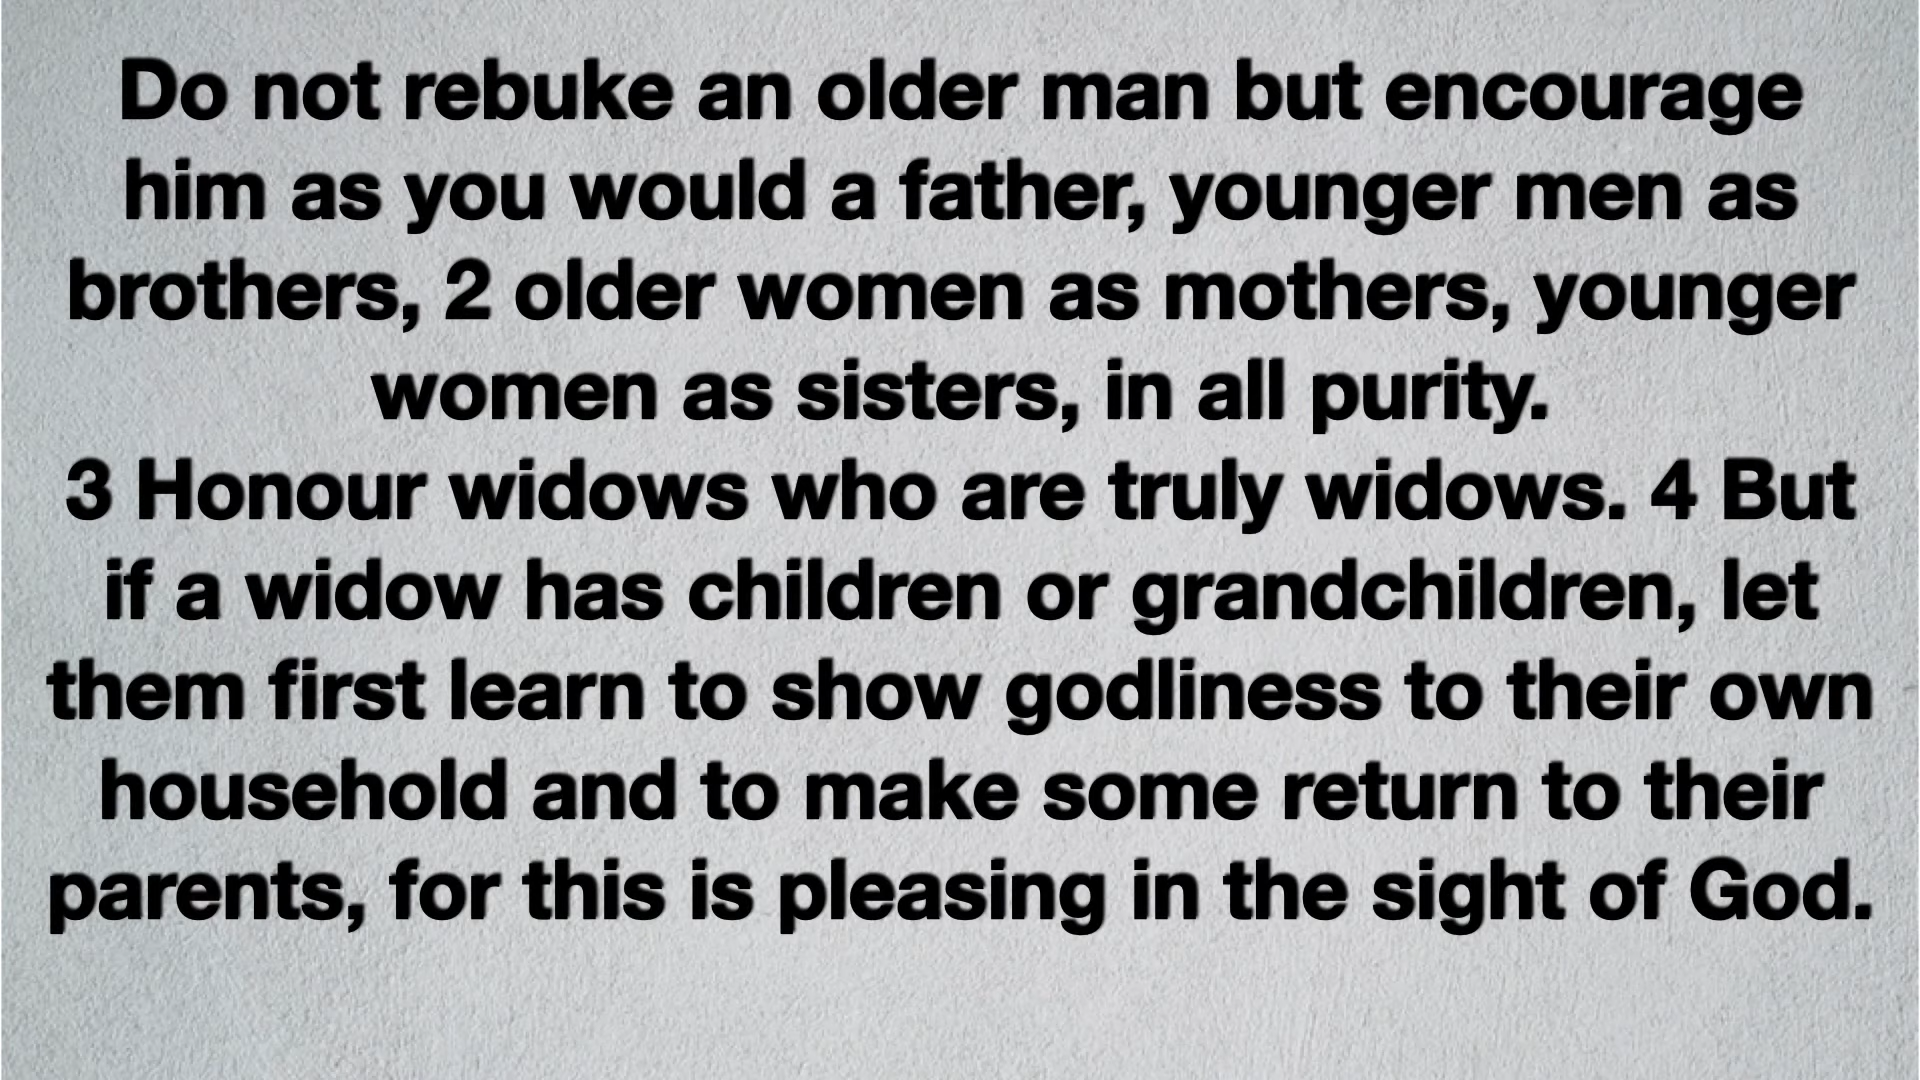 Do not rebuke an older man but encourage
him as you would a father, younger men as
brothers, 2 older women as mothers, younger
women as sisters, in all purity.
3 Honour widows who are truly widows. 4 But
if a widow has children or grandchildren, let
them first learn to show godliness to their own
household and to make some return to their
parents, for this is pleasing in the sight of God.